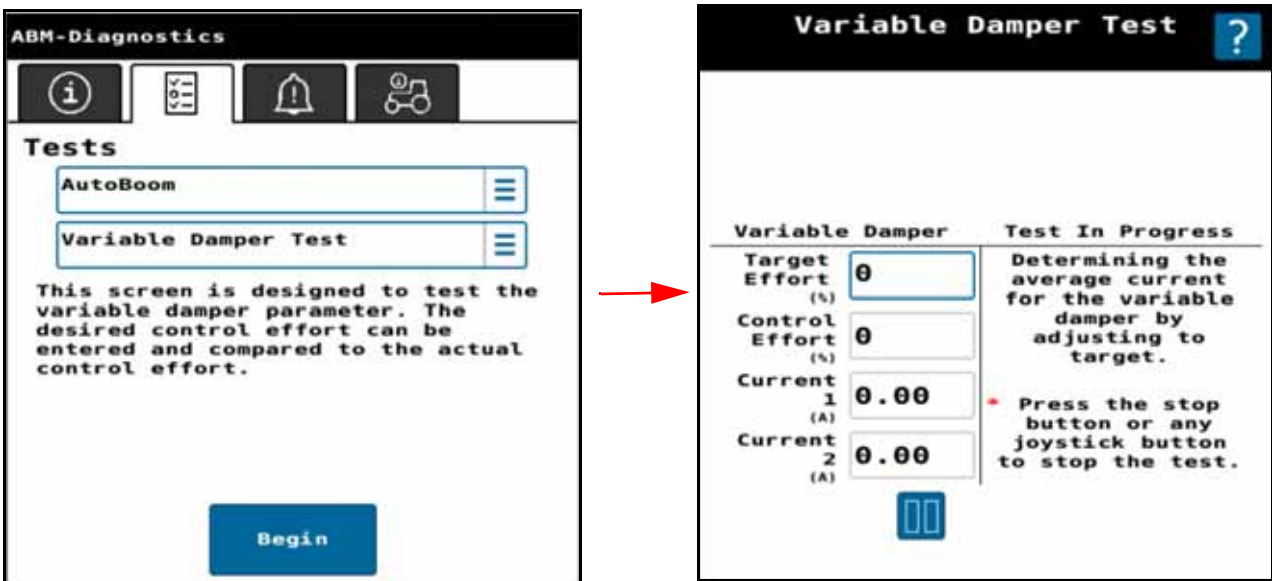 ABM-Diagnostics
Tests
AutoBoom
Variable Damper Test
This screen is designed to test the
variable damper parameter. The
desired control effort can be
entered and compared to the actual
control effort.
Begin
Variable Damper Test
?
Variable Damper
Target
Effort
(%)
0
Control
Effort
(%)
0
Current
1
(A)
0.00
Current
2
(A)
0.00
Test In Progress
Determining the
average current
for the variable
damper by
adjusting to
target.
* Press the stop
button or any
joystick button
to stop the test.